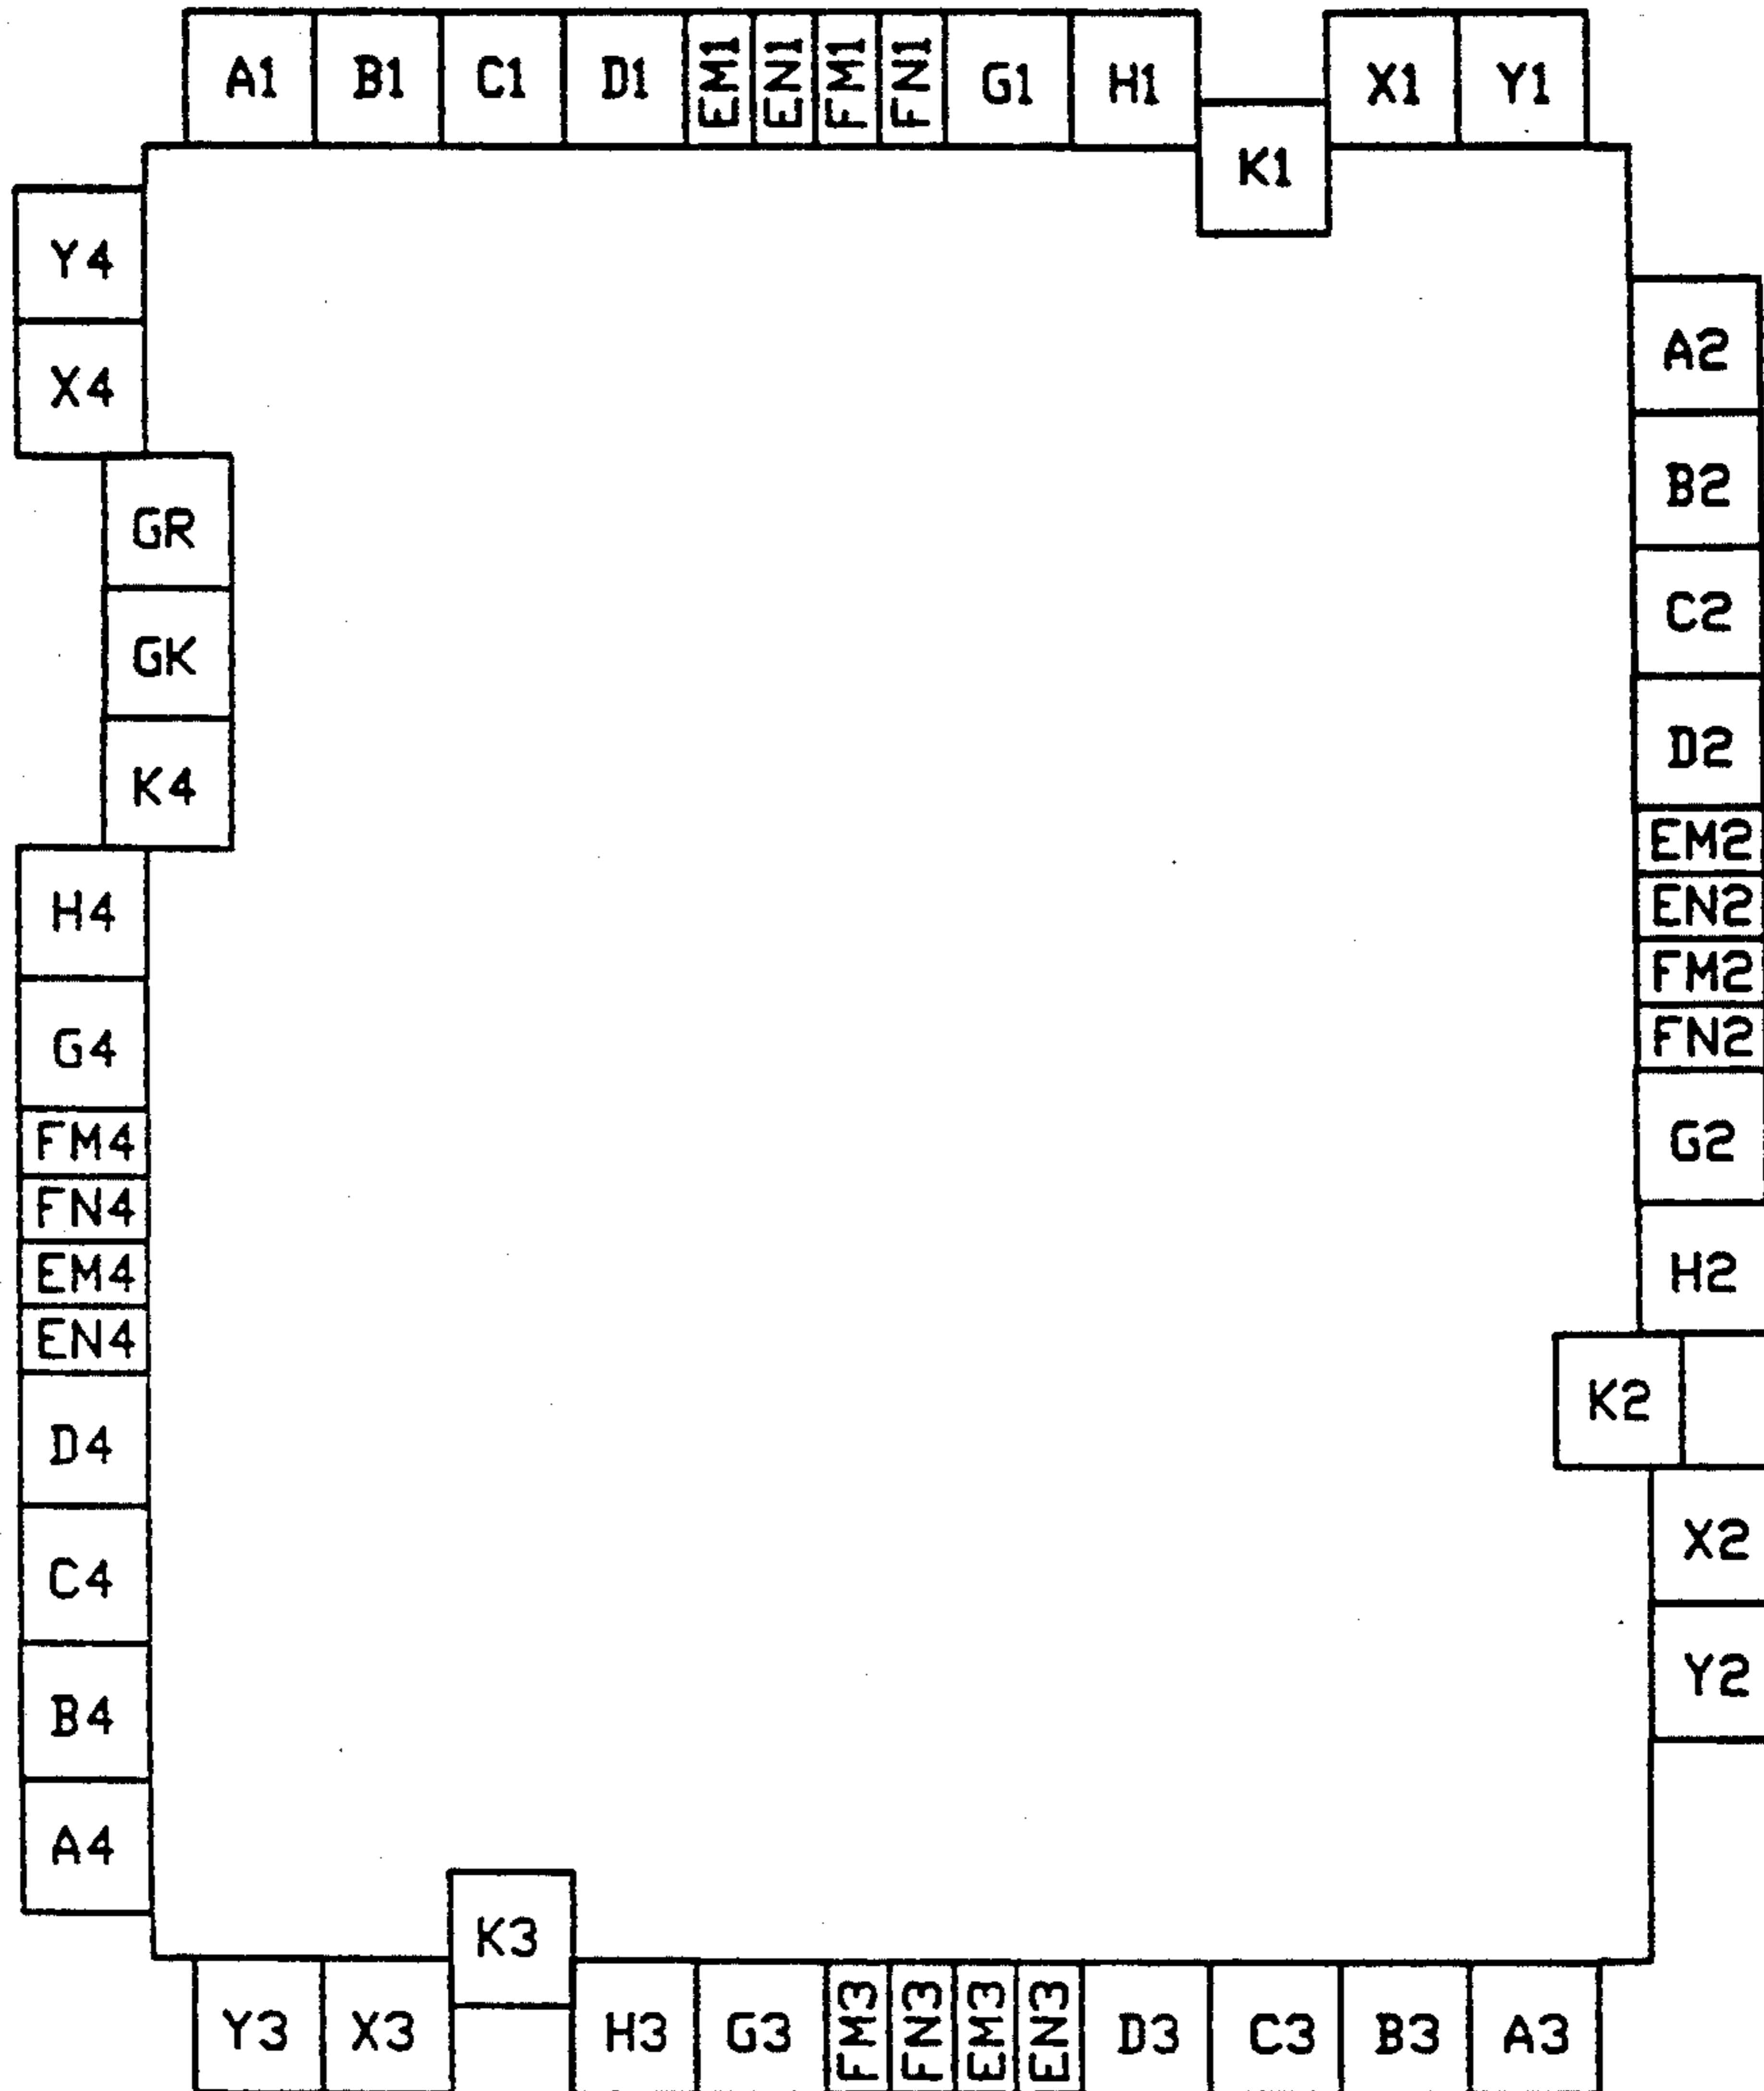 A1 B1 C1 D1 EM1 EN1 FM1 FN1 G1 H1 X1 Y1
K1
Y4
A2
X4
B2
GR
C2
GK
D2
K4
EM2
H4
EN2
FM2
G4
FN2
FM4
G2
FN4
EM4
H2
EN4
K2
D4
X2
C4
Y2
B4
A4
K3
Y3 X3 H3 G3 FM3 FN3 EM3 EN3 D3 C3 B3 A3